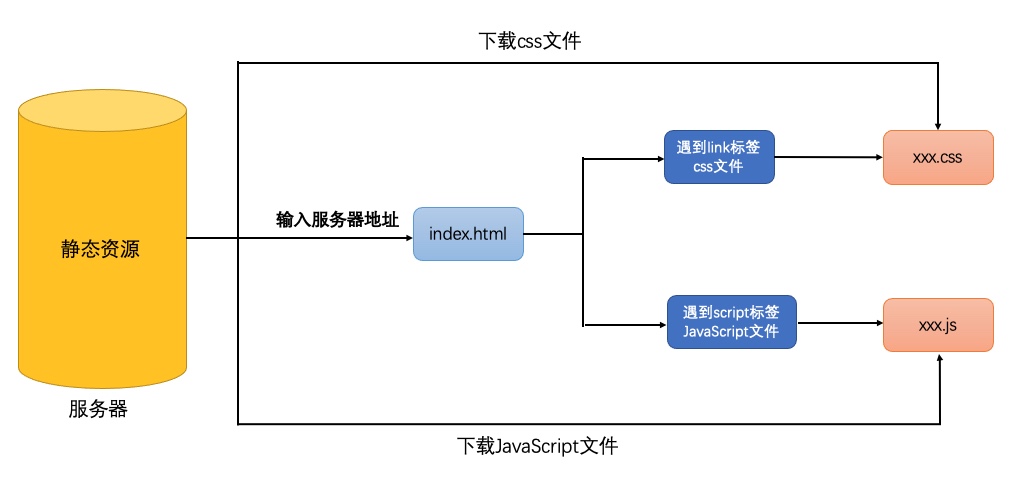 下载css文件
遇到link标签
css文件
xxx.css
输入服务器地址
静态资源
index.html
遇到script标签
JavaScript文件
xxx.js
服务器
下载JavaScript文件